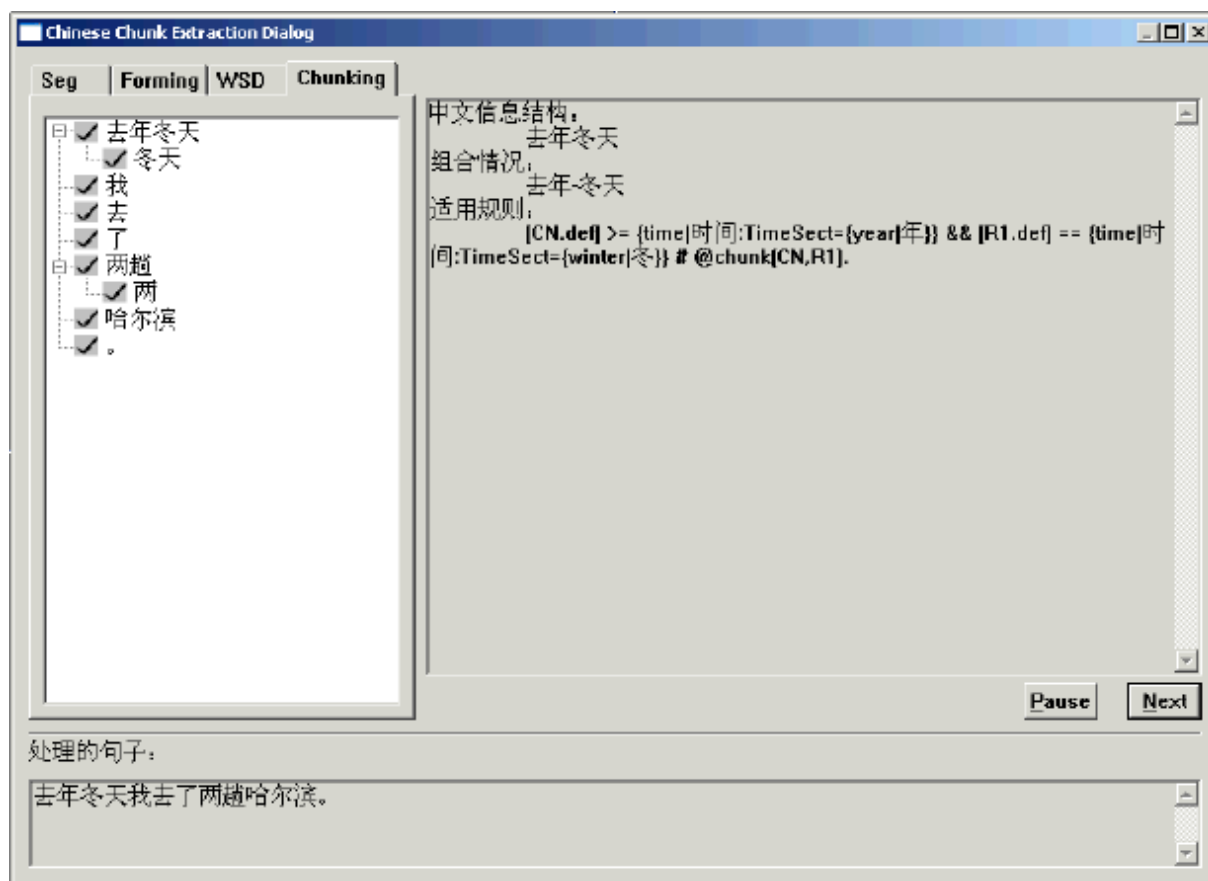 Chinese Chunk Extraction Dialog
Seg Forming WSD Chunking
去年冬天
冬天
我
去
了
两趟
两
哈尔滨
。
中文信息结构：
去年冬天
组合情况：
去年-冬天
适用规则：
[CN.def] >= {time|时间:TimeSect={year|年}} && [R1.def] == {time|时
间:TimeSect={winter|冬}} # @chunk[CN,R1].
Pause Next
处理的句子：
去年冬天我去了两趟哈尔滨。